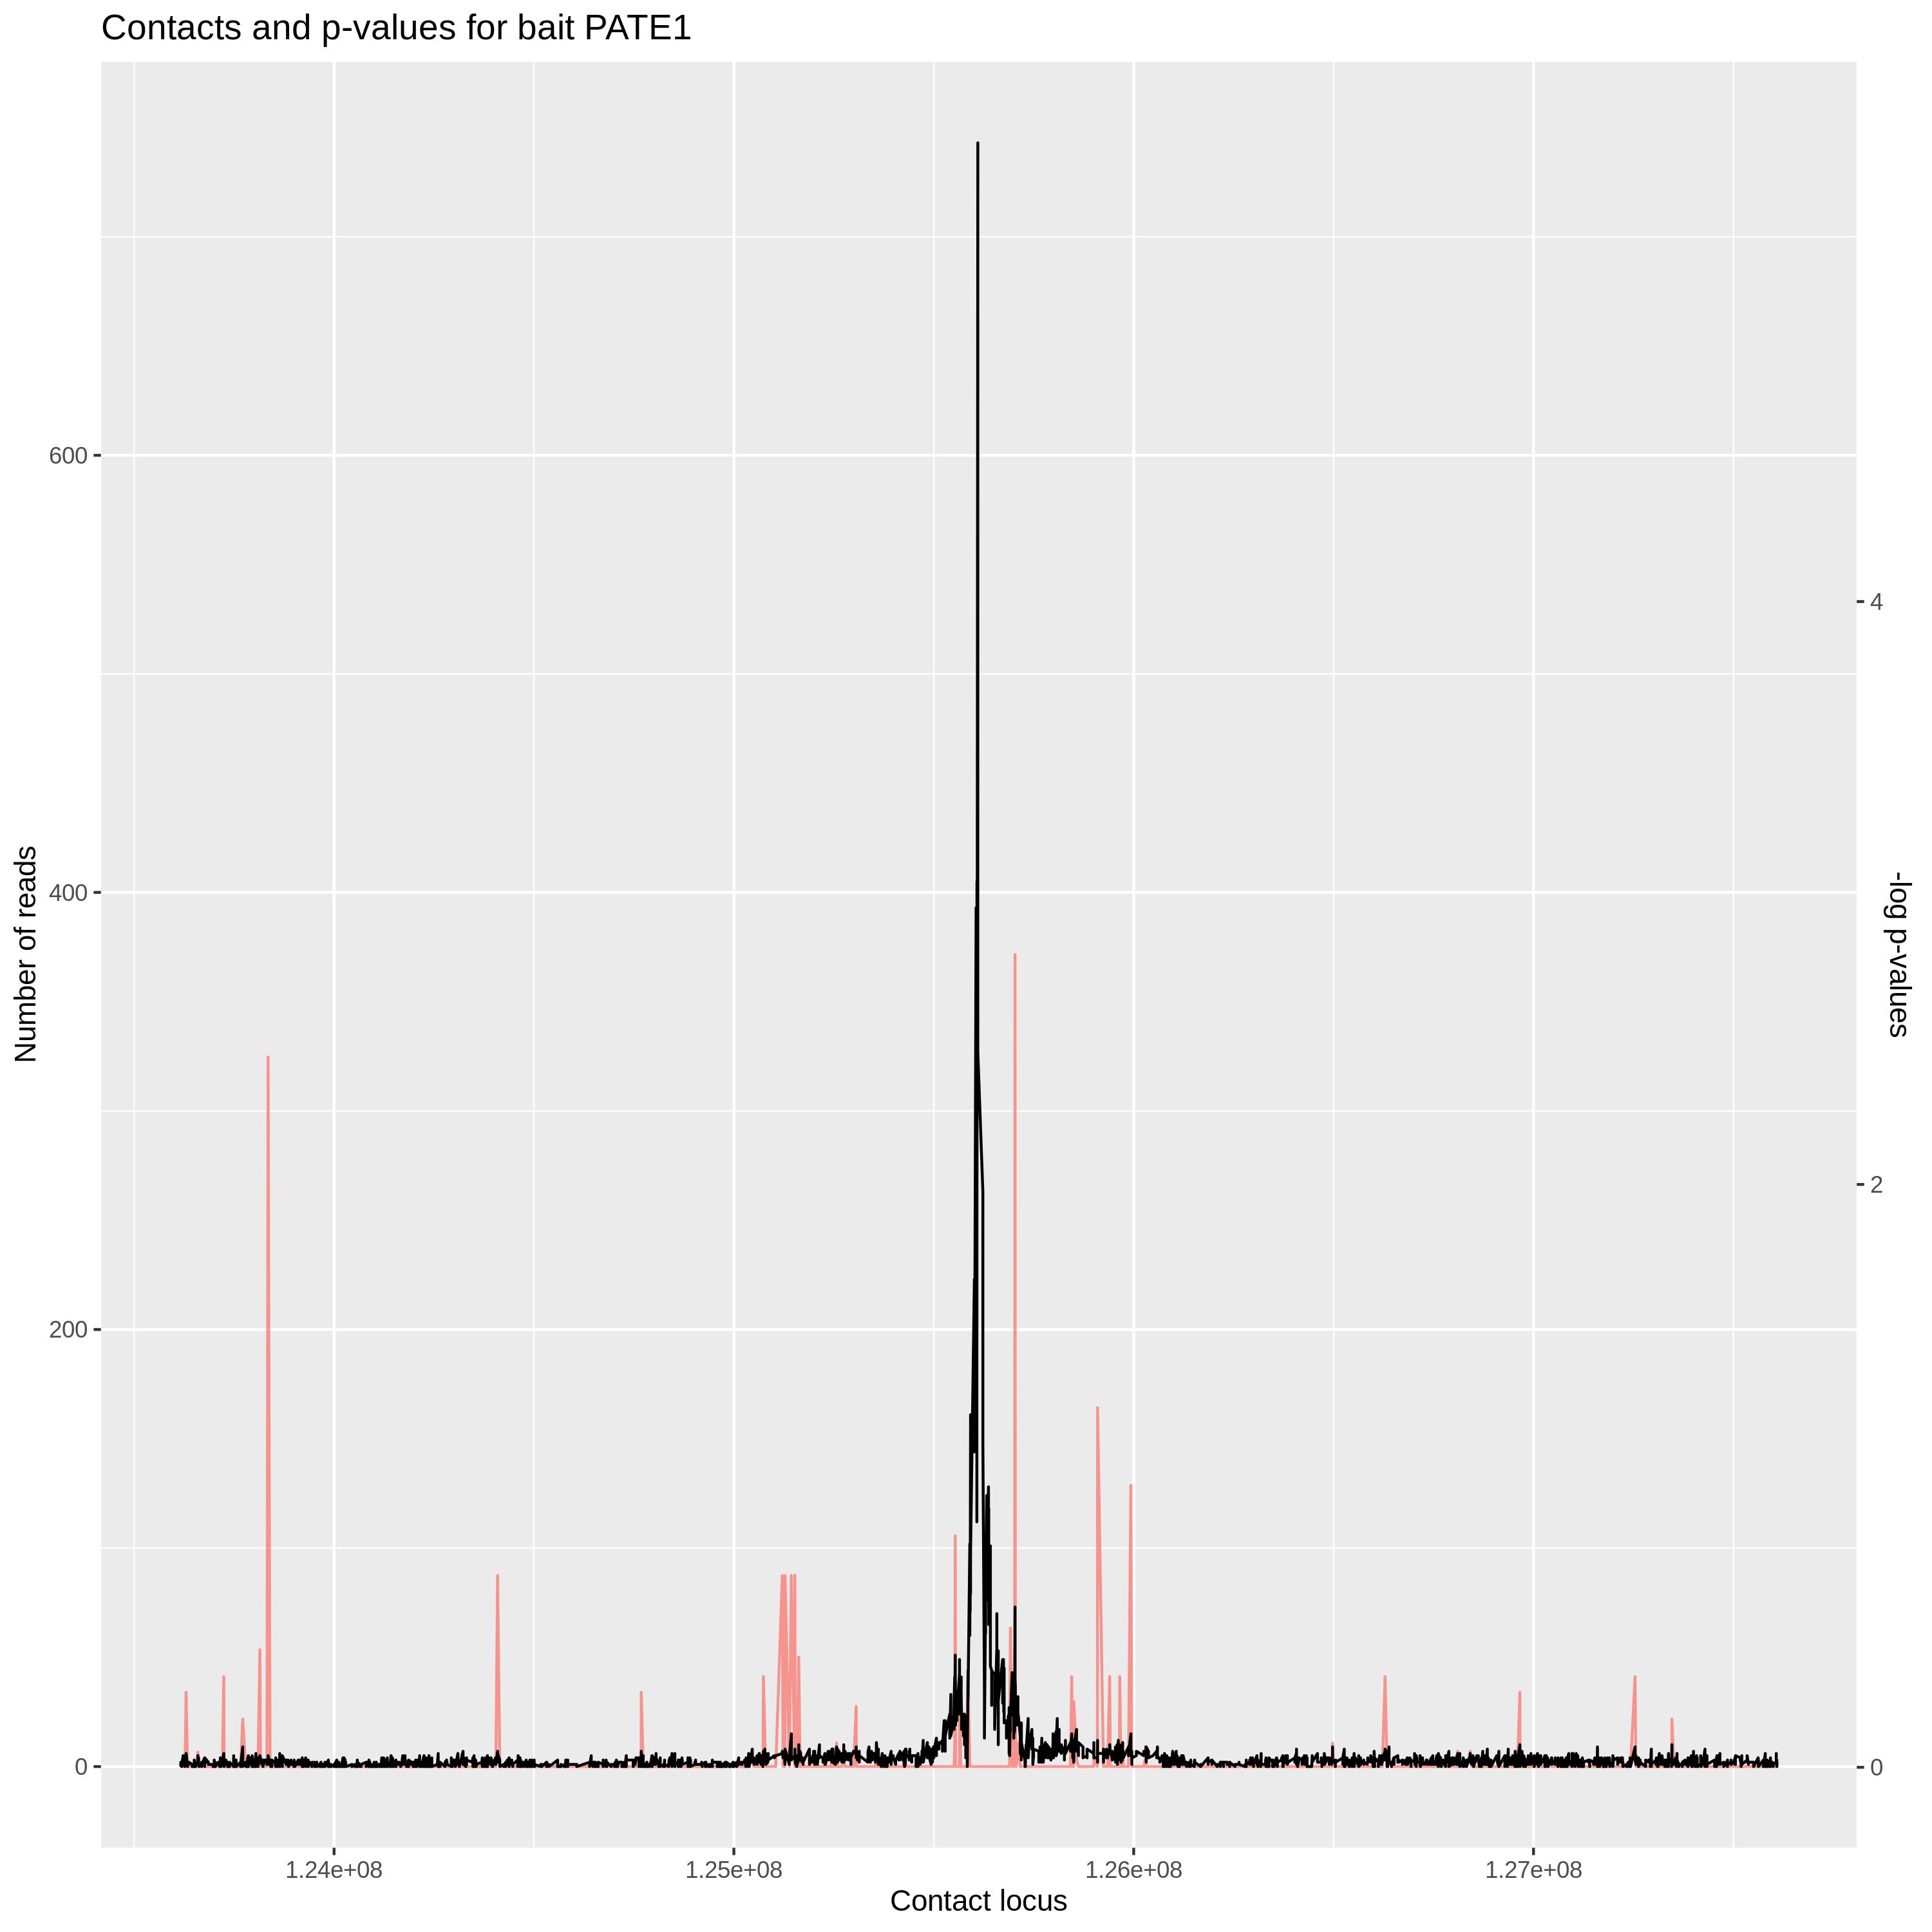 Contacts and p-values for bait PATE1
600
400
200
0
Number of reads
4
2
0
-log p-values
1.24e+08
1.25e+08
1.26e+08
1.27e+08
Contact locus